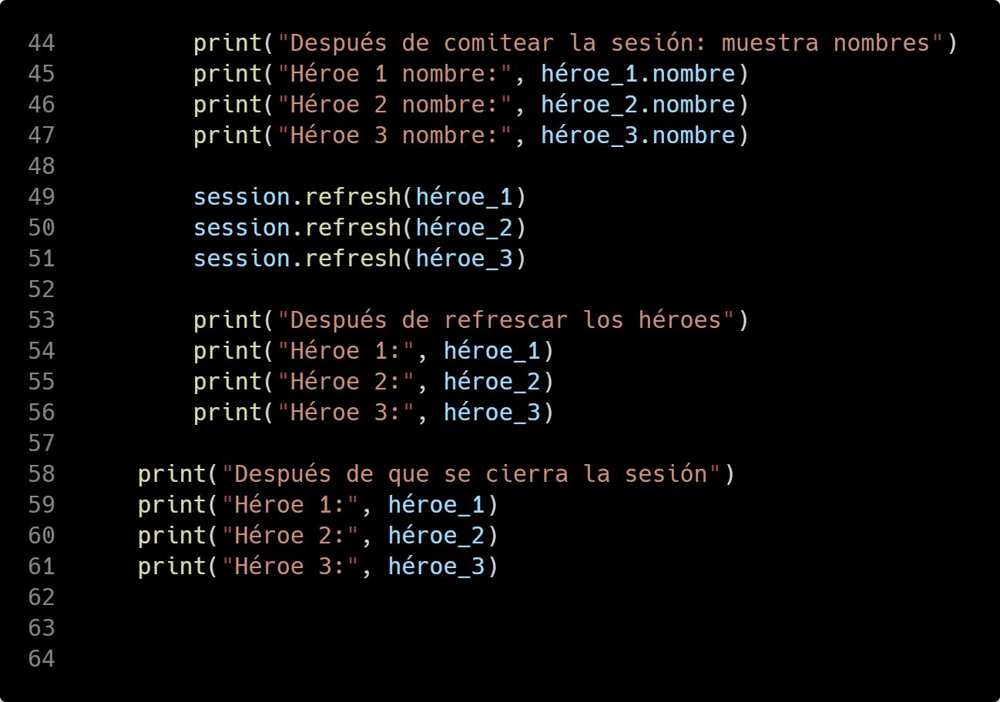 44          print("Después de comitear la sesión: muestra nombres")
45          print("Héroe 1 nombre:", héroe_1.nombre)
46          print("Héroe 2 nombre:", héroe_2.nombre)
47          print("Héroe 3 nombre:", héroe_3.nombre)
48
49          session.refresh(héroe_1)
50          session.refresh(héroe_2)
51          session.refresh(héroe_3)
52
53          print("Después de refrescar los héroes")
54          print("Héroe 1:", héroe_1)
55          print("Héroe 2:", héroe_2)
56          print("Héroe 3:", héroe_3)
57
58      print("Después de que se cierra la sesión")
59      print("Héroe 1:", héroe_1)
60      print("Héroe 2:", héroe_2)
61      print("Héroe 3:", héroe_3)
62
63
64